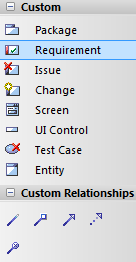 Custom
Package
Requirement
Issue
Change
Screen
UI Control
Test Case
Entity
Custom Relationships